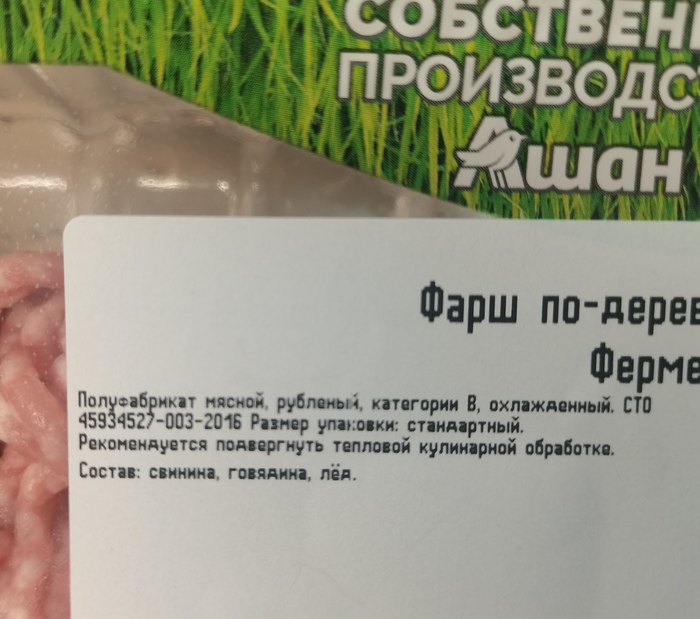 СОБСТВЕНН
ПРОИЗВОДС
Ашан
Фарш по-дерев
Ферме
Полуфабрикат мясной, рубленый, категории В, охлажденный. СТО
45934527-003-2016 Размер упаковки: стандартный.
Рекомендуется подвергнуть тепловой кулинарной обработке.
Состав: свинина, говядина, лёд.